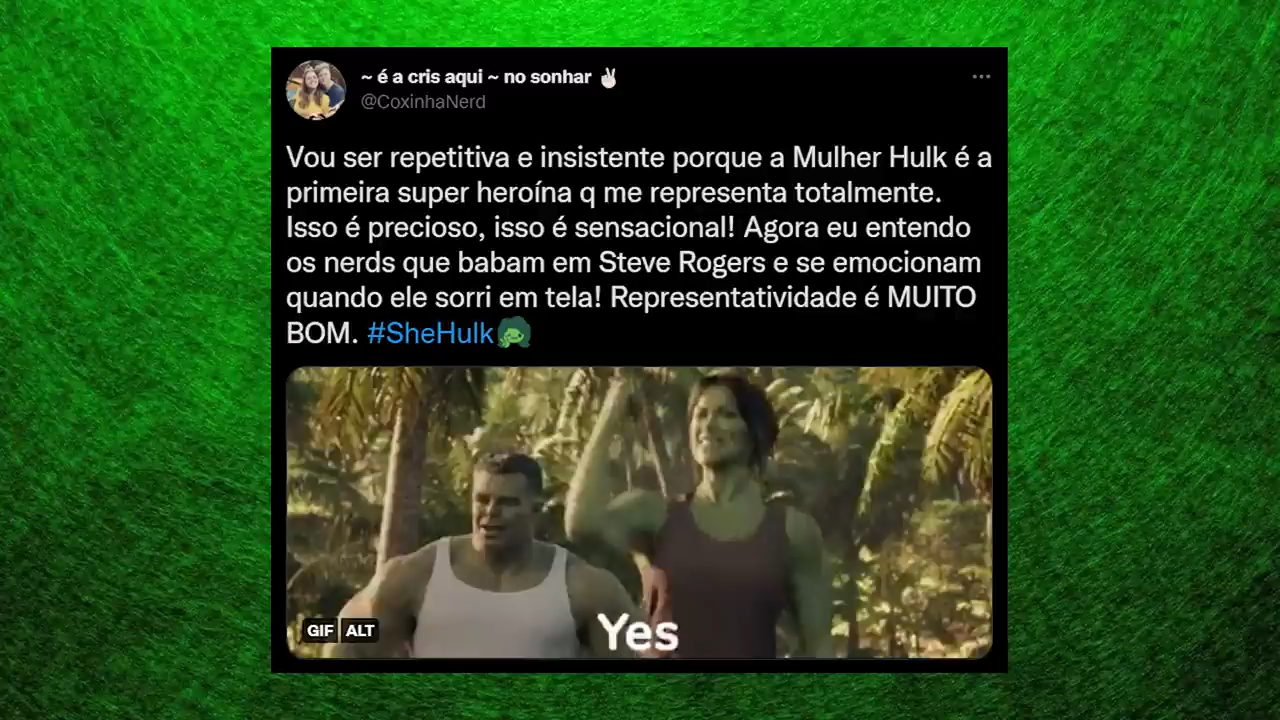 ~ é a cris aqui ~ no sonhar ✌🏻
@CoxinhaNerd
Vou ser repetitiva e insistente porque a Mulher Hulk é a
primeira super heroína q me representa totalmente.
Isso é precioso, isso é sensacional! Agora eu entendo
os nerds que babam em Steve Rogers e se emocionam
quando ele sorri em tela! Representatividade é MUITO
BOM. #SheHulk
GIF ALT
Yes